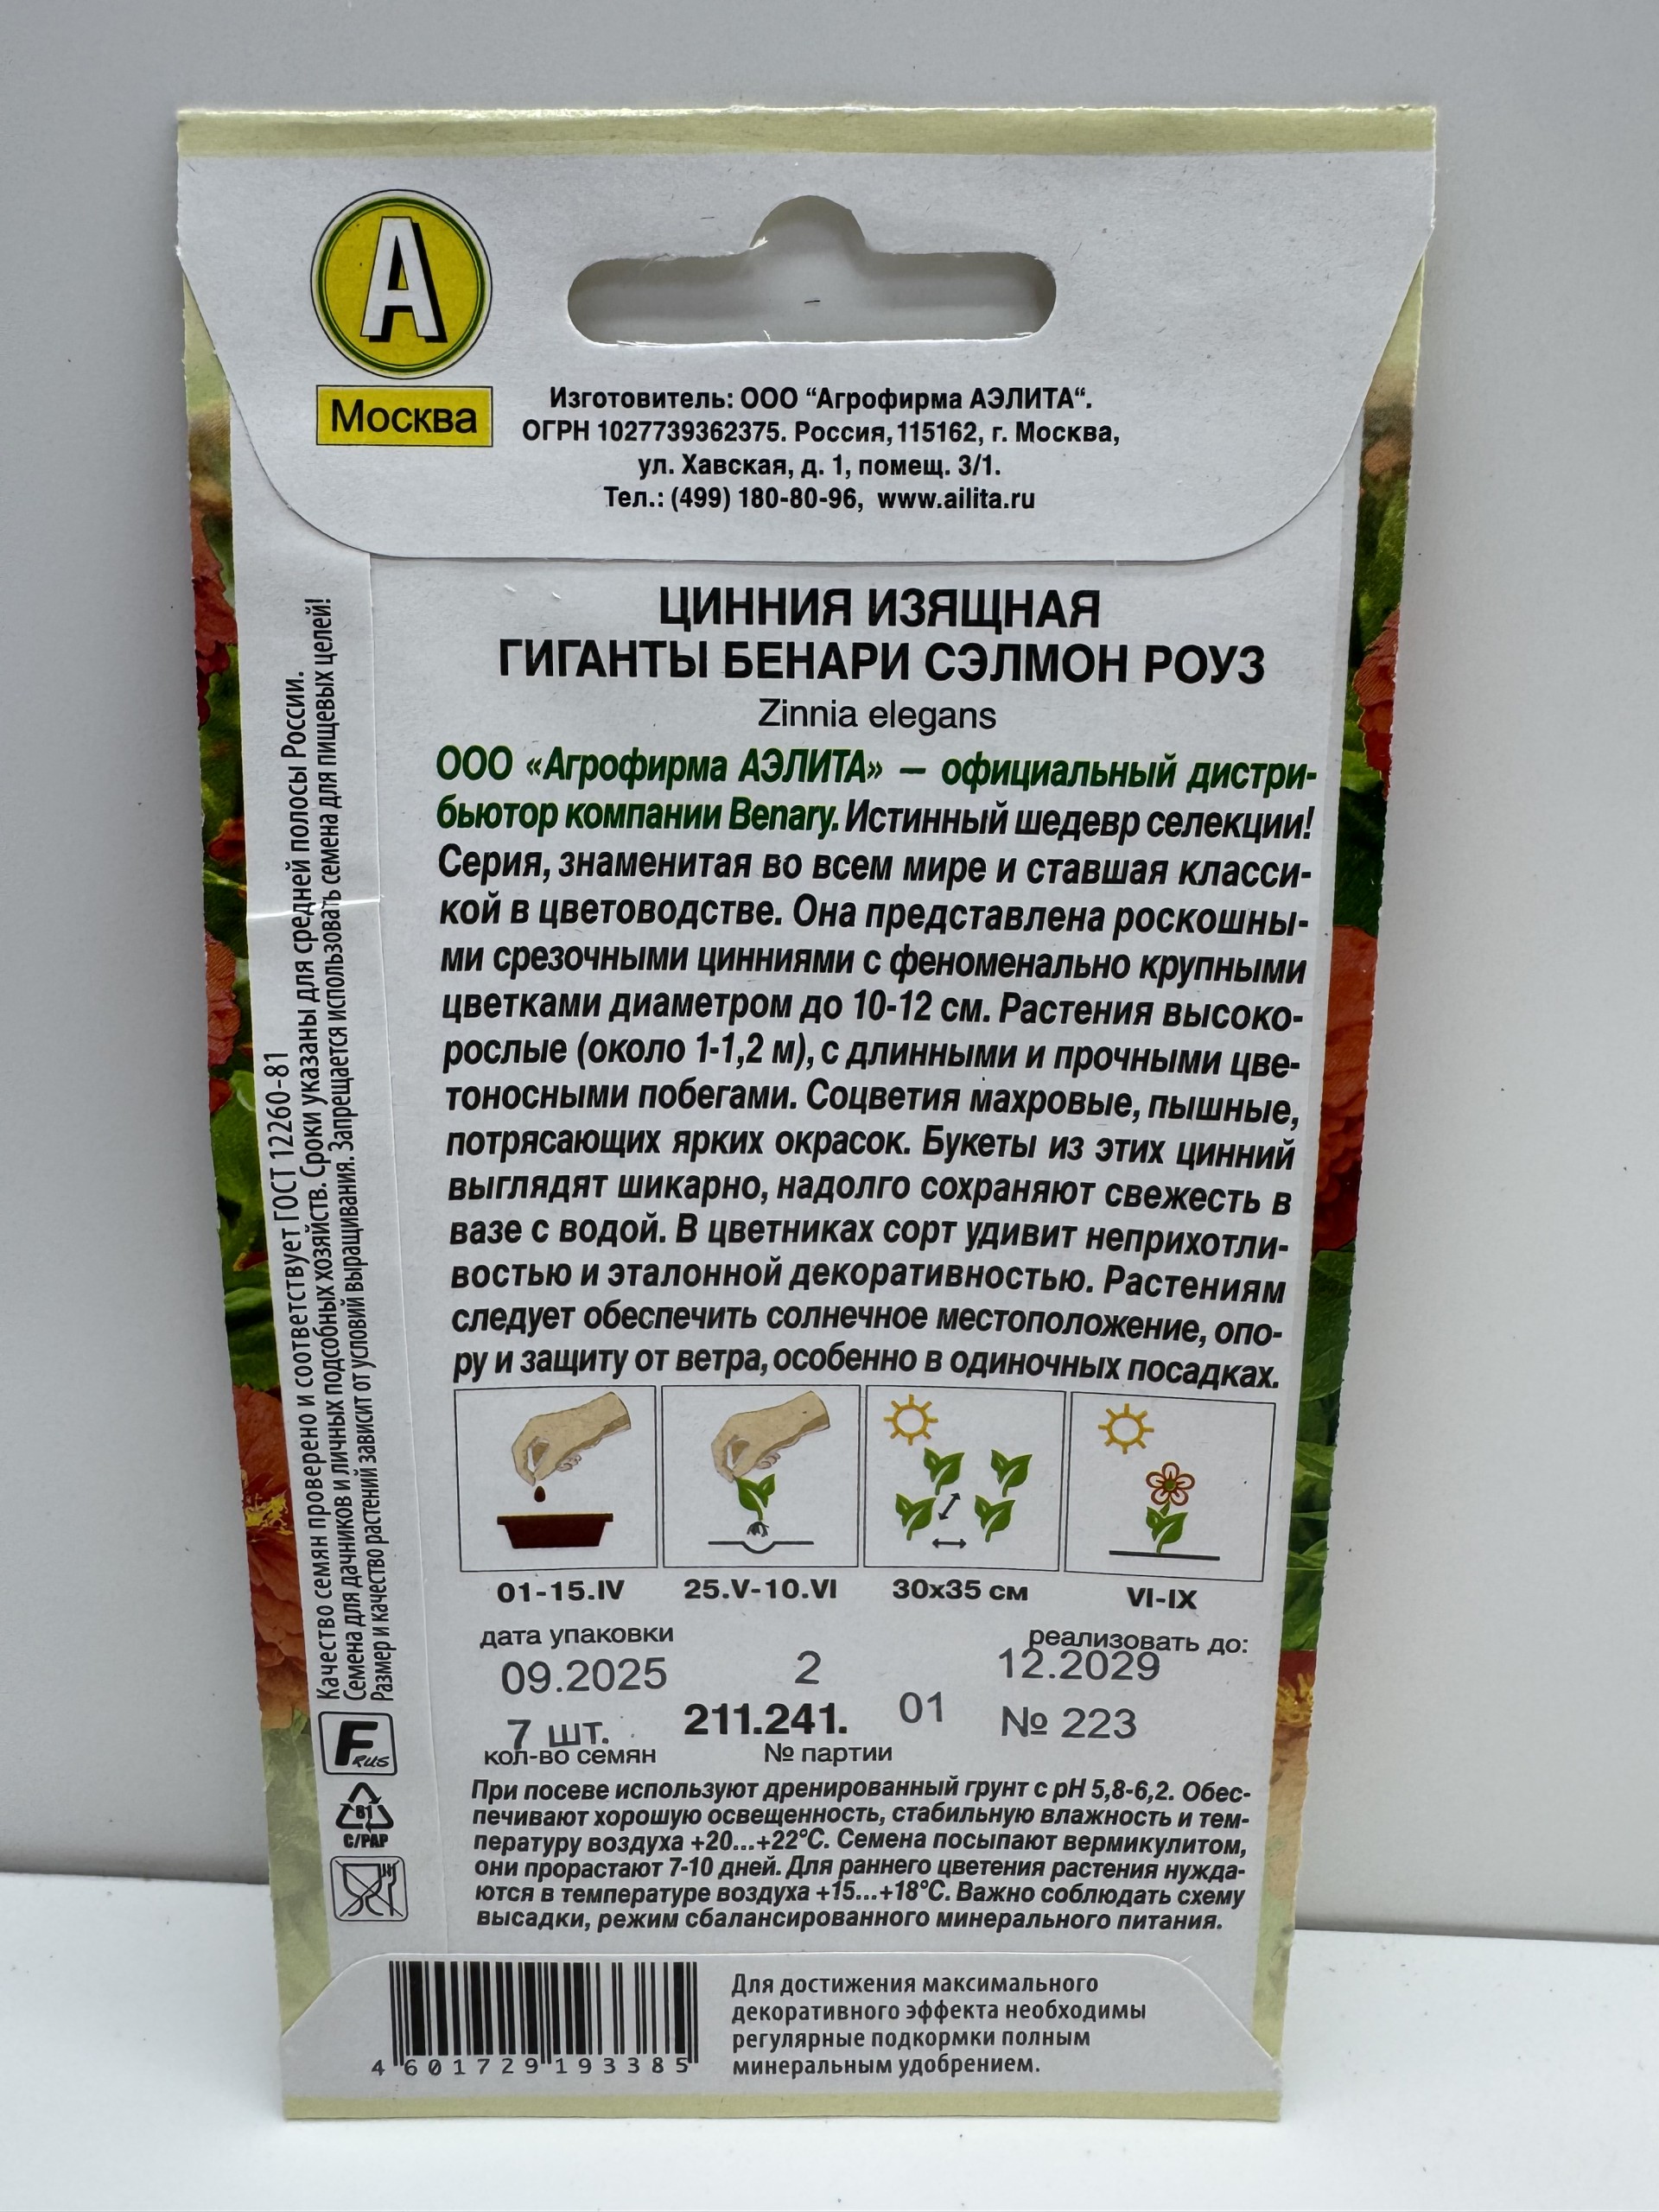 А
Москва
Изготовитель: ООО “Агрофирма АЭЛИТА“.
ОГРН 1027739362375. Россия, 115162, г. Москва,
ул. Хавская, д. 1, помещ. 3/1.
Тел.: (499) 180-80-96, www.ailita.ru
ЦИННИЯ ИЗЯЩНАЯ
ГИГАНТЫ БЕНАРИ СЭЛМОН РОУЗ
Zinnia elegans
ООО «Агрофирма АЭЛИТА» — официальный дистри-
бьютор компании Benary. Истинный шедевр селекции!
Серия, знаменитая во всем мире и ставшая класси-
кой в цветоводстве. Она представлена роскошны-
ми срезочными цинниями с феноменально крупными
цветками диаметром до 10-12 см. Растения высоко-
рослые (около 1-1,2 м), с длинными и прочными цве-
тоносными побегами. Соцветия махровые, пышные,
потрясающих ярких окрасок. Букеты из этих цинний
выглядят шикарно, надолго сохраняют свежесть в
вазе с водой. В цветниках сорт удивит неприхотли-
востью и эталонной декоративностью. Растениям
следует обеспечить солнечное местоположение, опо-
ру и защиту от ветра, особенно в одиночных посадках.
01-15.IV
25.V-10.VI
30x35 см
VI-IX
дата упаковки
реализовать до:
09.2025
2
12.2029
7 шт.
211.241.
01
№ 223
кол-во семян
№ партии
При посеве используют дренированный грунт с pH 5,8-6,2. Обес-
печивают хорошую освещенность, стабильную влажность и тем-
пературу воздуха +20...+22°С. Семена посыпают вермикулитом,
они прорастают 7-10 дней. Для раннего цветения растения нужда-
ются в температуре воздуха +15...+18°С. Важно соблюдать схему
высадки, режим сбалансированного минерального питания.
Качество семян проверено и соответствует ГОСТ 12260-81
Семена для дачников и личных подсобных хозяйств. Сроки указаны для средней полосы России.
Размер и качество растений зависит от условий выращивания. Запрещается использовать семена для пищевых целей!
F RUS
81
C/PAP
4 601729 193385
Для достижения максимального
декоративного эффекта необходимы
регулярные подкормки полным
минеральным удобрением.